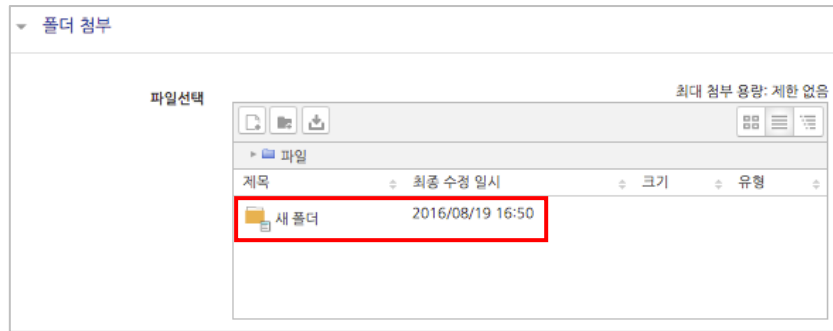 폴더 첨부
파일선택
최대 첨부 용량: 제한 없음
파일
제목 최종 수정 일시 크기 유형
새 폴더 2016/08/19 16:50